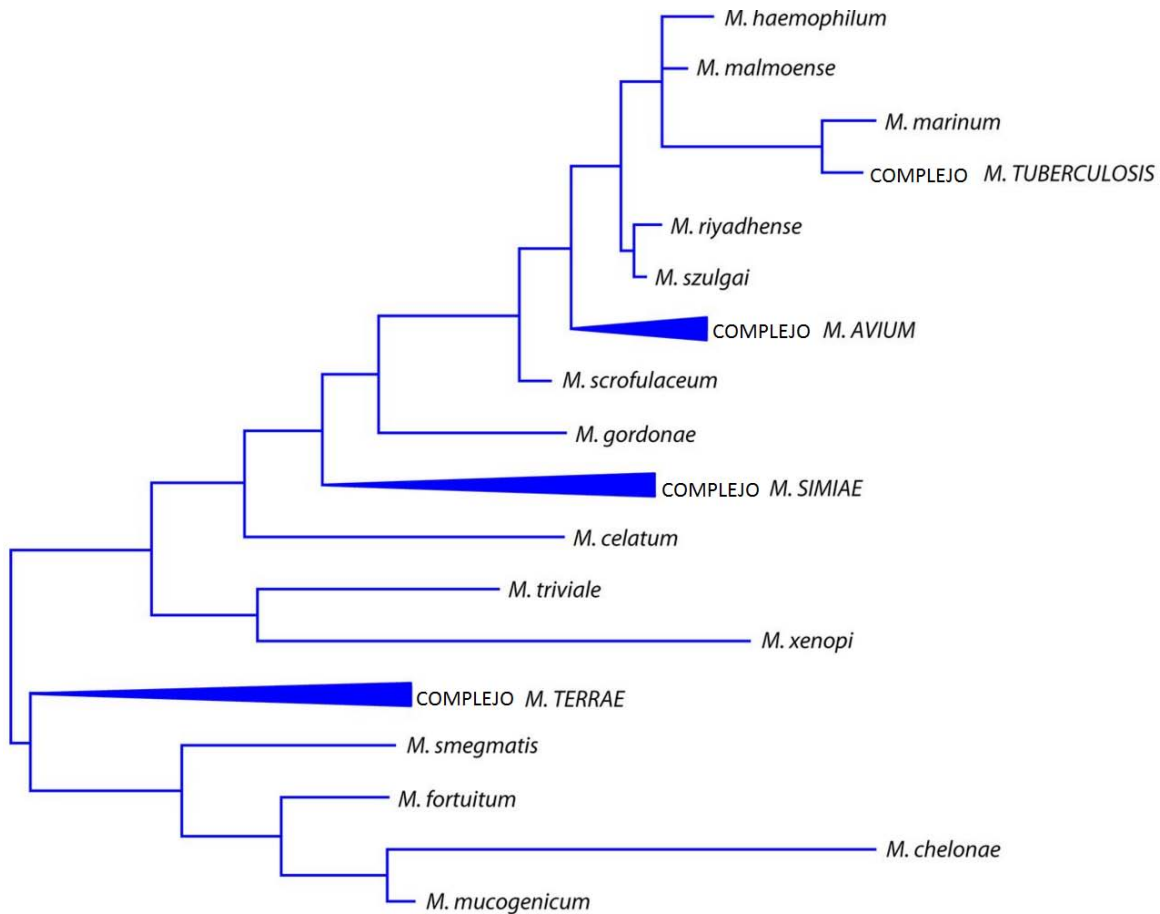 M. haemophilum
M. malmoense
M. marinum
COMPLEJO M. TUBERCULOSIS
M. riyadhense
M. szulgai
COMPLEJO M. AVIUM
M. scrofulaceum
M. gordonae
COMPLEJO M. SIMIAE
M. celatum
M. triviale
M. xenopi
COMPLEJO M. TERRAE
M. smegmatis
M. fortuitum
M. chelonae
M. mucogenicum